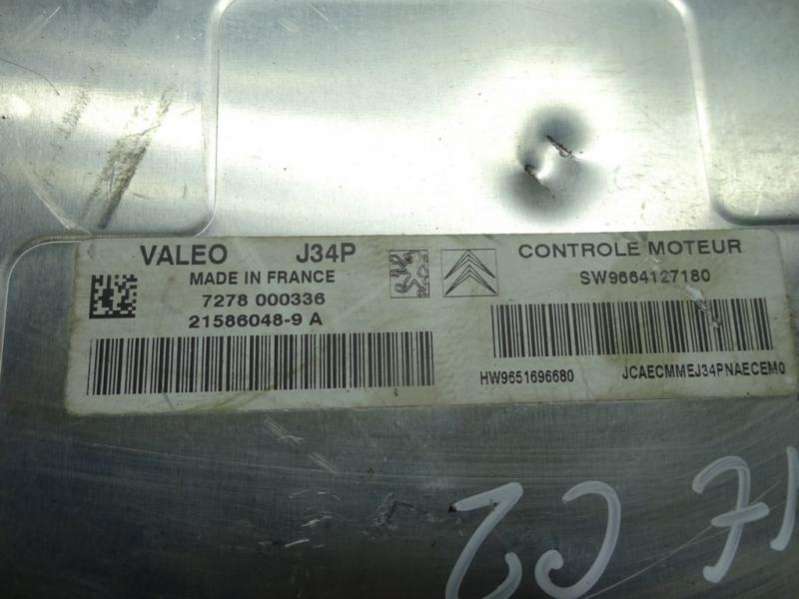 VALEO J34P
MADE IN FRANCE
7278 000336
21586048-9 A
CONTROLE MOTEUR
SW9664127180
HW9651696680 JCAECMMEJ34PNAECEM0